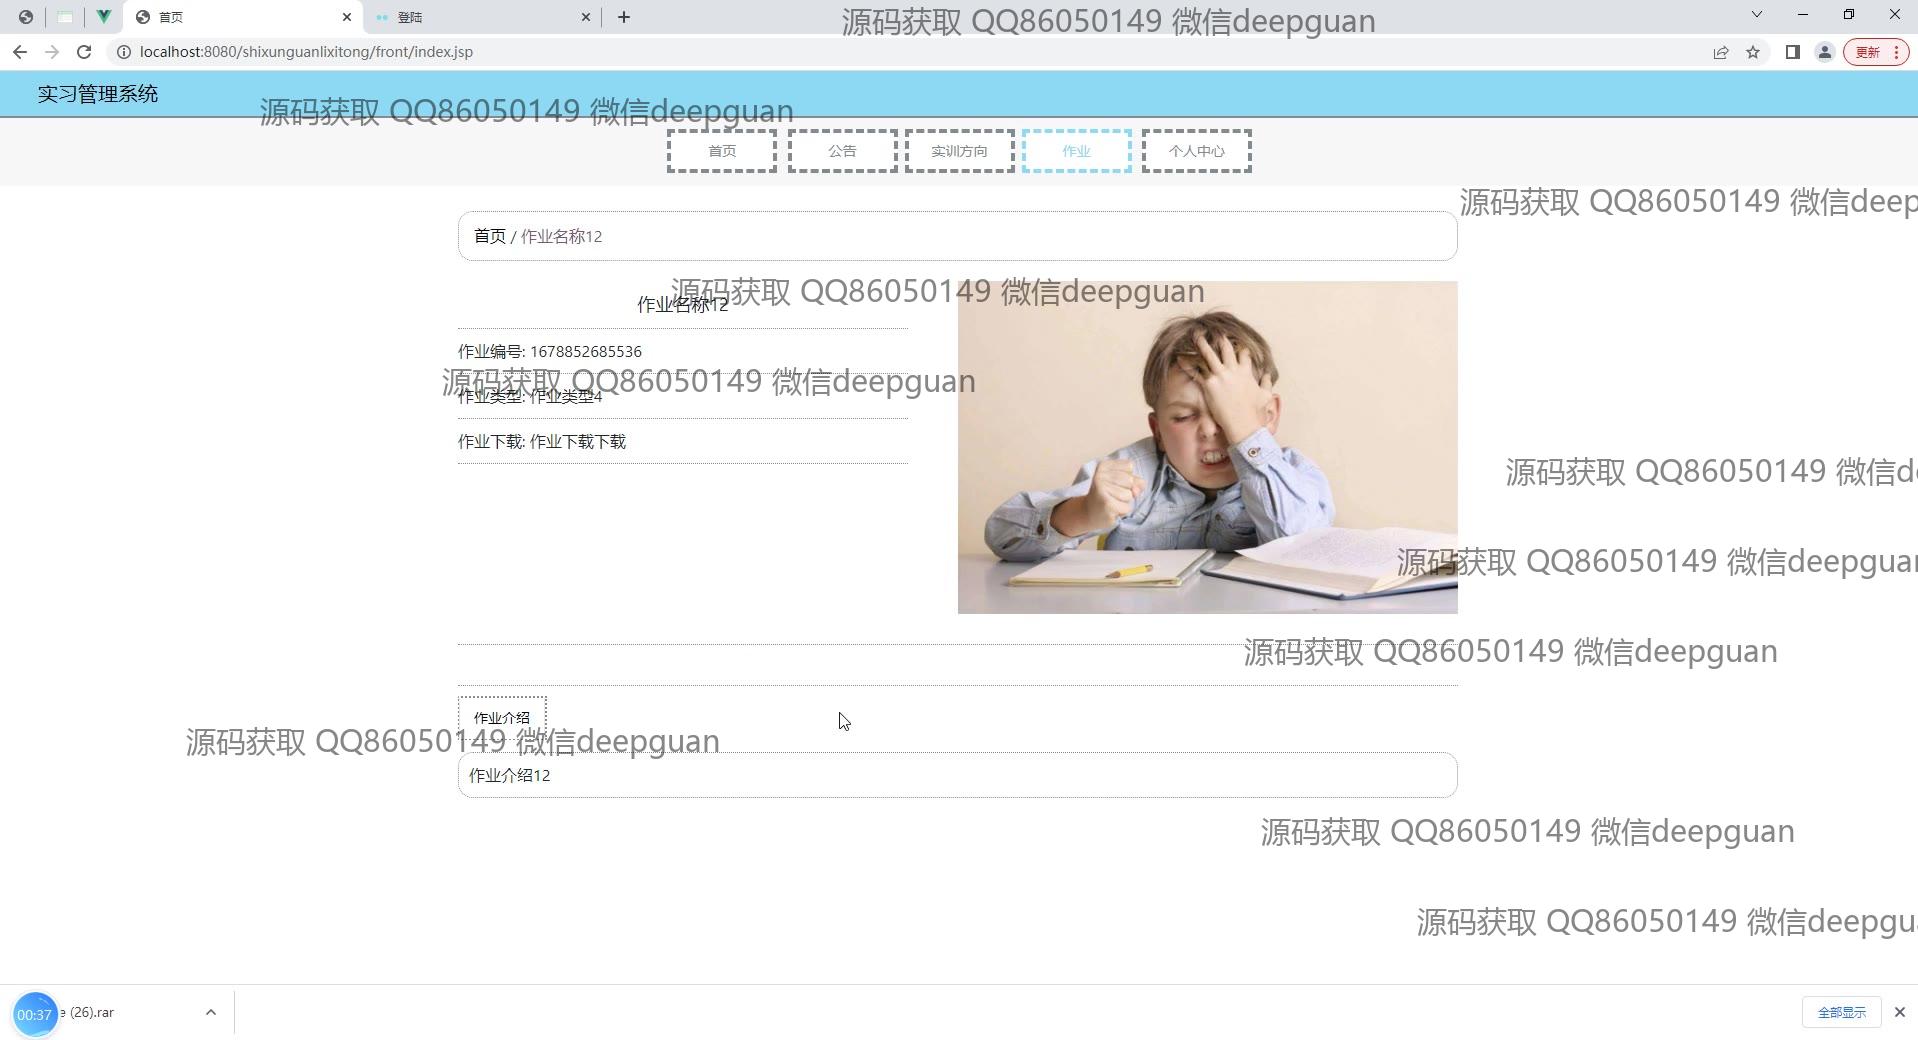 首页
登陆
源码获取 QQ86050149 微信deepguan
localhost:8080/shixunguanlixitong/front/index.jsp
更新
实习管理系统
源码获取 QQ86050149 微信deepguan
首页
公告
实训方向
作业
个人中心
源码获取 QQ86050149 微信deep
首页 / 作业名称12
源码获取 QQ86050149 微信deepguan
作业名称12
作业编号: 1678852685536
源码获取 QQ86050149 微信deepguan
作业类型: 作业类型4
作业下载: 作业下载下载
源码获取 QQ86050149 微信d
源码获取 QQ86050149 微信deepguan
源码获取 QQ86050149 微信deepguan
作业介绍
源码获取 QQ86050149 微信deepguan
作业介绍12
源码获取 QQ86050149 微信deepguan
源码获取 QQ86050149 微信deepgu
00:37
e (26).rar
全部显示